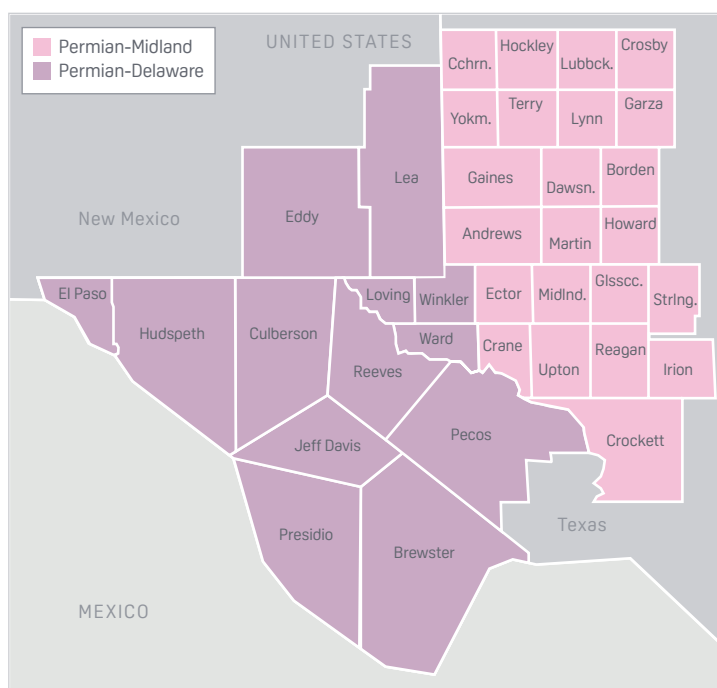 Permian-Midland
Permian-Delaware
UNITED STATES
Cchrn.
Hockley
Lubbck.
Crosby
Yokm.
Terry
Lynn
Garza
Lea
Gaines
Dawsn.
Borden
New Mexico
Eddy
Andrews
Martin
Howard
El Paso
Hudspeth
Culberson
Loving
Winkler
Ector
Midlnd.
Glsscc.
Strlng.
Ward
Crane
Upton
Reagan
Irion
Reeves
Jeff Davis
Pecos
Crockett
Presidio
Brewster
Texas
MEXICO